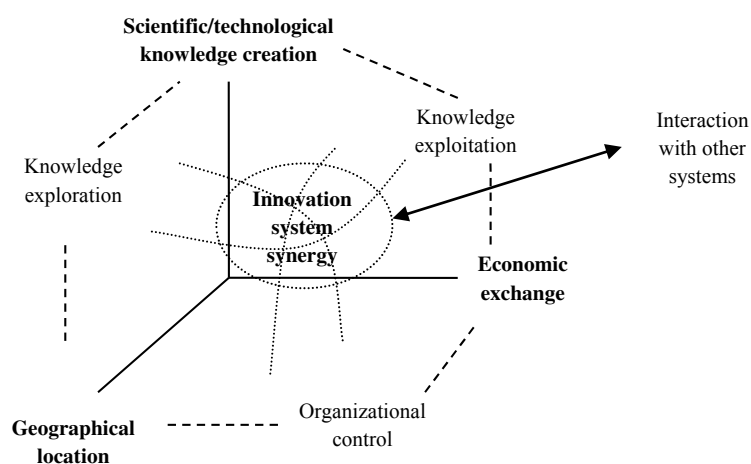 Scientific/technological
knowledge creation
Knowledge
exploitation
Interaction
with other
systems
Knowledge
exploration
Innovation
system
synergy
Economic
exchange
Organizational
control
Geographical
location